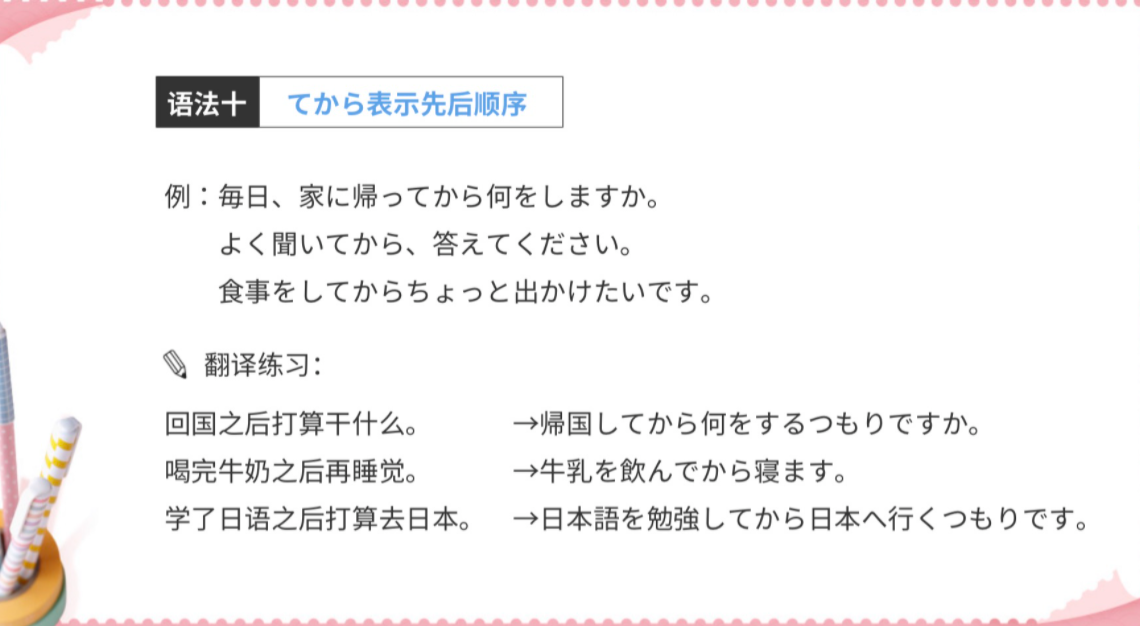 语法十 てから表示先后顺序
例：毎日、家に帰ってから何をしますか。
よく聞いてから、答えてください。
食事をしてからちょっと出かけたいです。
翻译练习：
回国之后打算干什么。 →帰国してから何をするつもりですか。
喝完牛奶之后再睡觉。 →牛乳を飲んでから寝ます。
学了日语之后打算去日本。 →日本語を勉強してから日本へ行くつもりです。